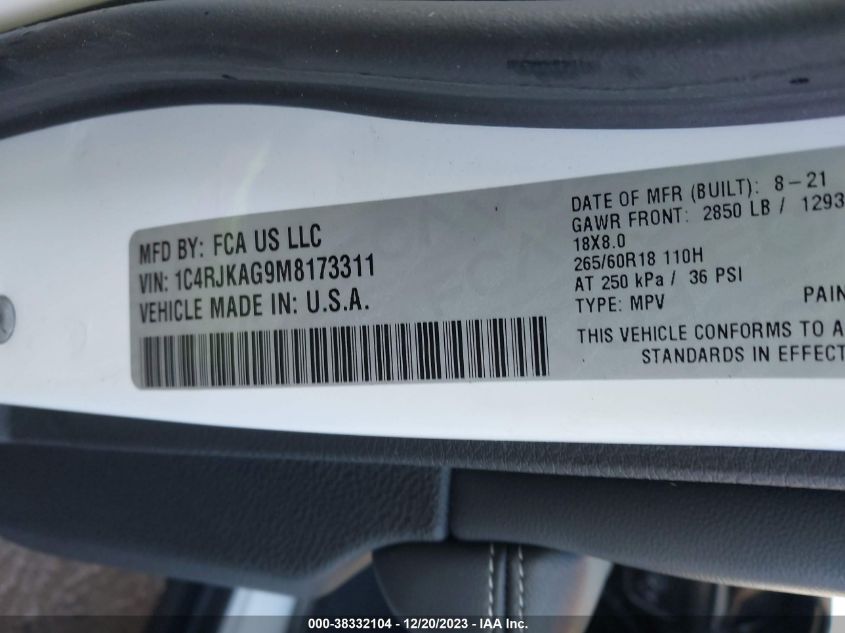 MFD BY: FCA US LLC
VIN: 1C4RJKAG9M8173311
VEHICLE MADE IN: U.S.A.
DATE OF MFR (BUILT): 8-21
GAWR FRONT: 2850 LB / 1293
18X8.0
265/60R18 110H
AT 250 kPa / 36 PSI
TYPE: MPV PAIN
THIS VEHICLE CONFORMS TO A
STANDARDS IN EFFECT
000-38332104 - 12/20/2023 - IAA Inc.